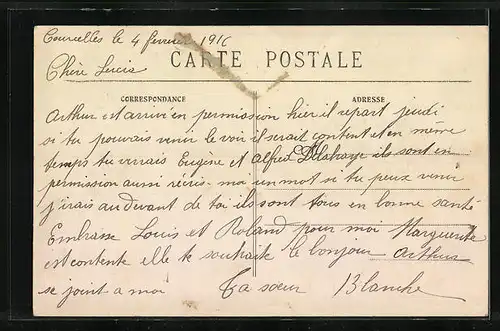 Courcelles le 4 fevrier 1916
CARTE POSTALE
Chère Lucis
CORRESPONDANCE
ADRESSE
Arthur est arrivé en permission hier il repart jeudi
si tu pouvais venir le voir il serait content et en même
temps tu verrais Eugène et Alfred Delahaye ils sont en
permission aussi récris-moi un mot si tu peux venir
j'irais au devant de toi ils sont tous en bonne santé
Embrasse Louis et Roland pour moi Marguerite
est contente elle te souhaite le bonjour Arthur
se joint a moi Ta sœur Blanche